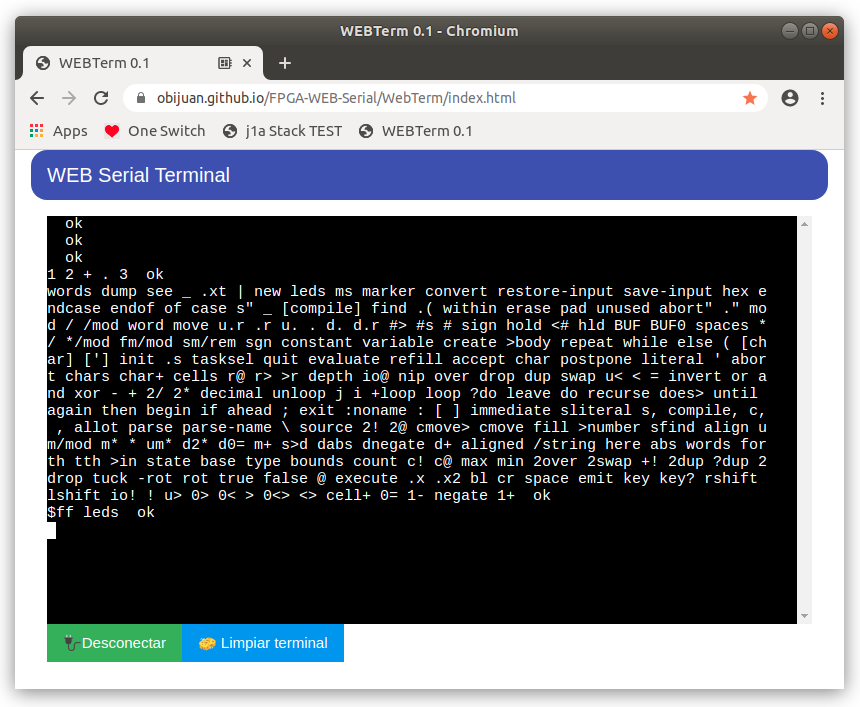 WEBTerm 0.1 - Chromium
WEBTerm 0.1
obijuan.github.io/FPGA-WEB-Serial/WebTerm/index.html
Apps One Switch j1a Stack TEST WEBTerm 0.1
WEB Serial Terminal
ok
ok
ok
1 2 + . 3  ok
words dump see _ .xt | new leds ms marker convert restore-input save-input hex e
ndcase endof of case s" _ [compile] find .( within erase pad unused abort" ." mo
d / /mod word move u.r .r u. . d. d.r #> #s # sign hold <# hld BUF BUF0 spaces *
/ */mod fm/mod sm/rem sgn constant variable create >body repeat while else ( [ch
ar] ['] init .s tasksel quit evaluate refill accept char postpone literal ' abor
t chars char+ cells r@ r> >r depth io@ nip over drop dup swap u< < = invert or a
nd xor - + 2/ 2* decimal unloop j i +loop loop ?do leave do recurse does> until
again then begin if ahead ; exit :noname : [ ] immediate sliteral s, compile, c,
 , allot parse parse-name \ source 2! 2@ cmove> cmove fill >number sfind align u
m/mod m* * um* d2* d0= m+ s>d dabs dnegate d+ aligned /string here abs words for
th tth >in state base type bounds count c! c@ max min 2over 2swap +! 2dup ?dup 2
drop tuck -rot rot true false @ execute .x .x2 bl cr space emit key key? rshift
lshift io! ! u> 0> 0< > 0<> <> cell+ 0= 1- negate 1+  ok
$ff leds  ok
Desconectar Limpiar terminal